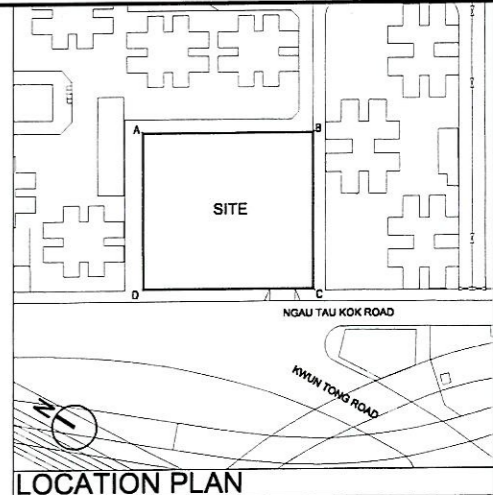 A
B
SITE
D
C
NGAU TAU KOK ROAD
KWUN TONG ROAD
N
LOCATION PLAN